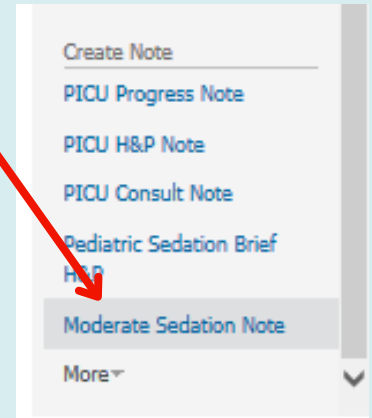 Create Note
PICU Progress Note
PICU H&P Note
PICU Consult Note
Pediatric Sedation Brief
H&P
Moderate Sedation Note
More